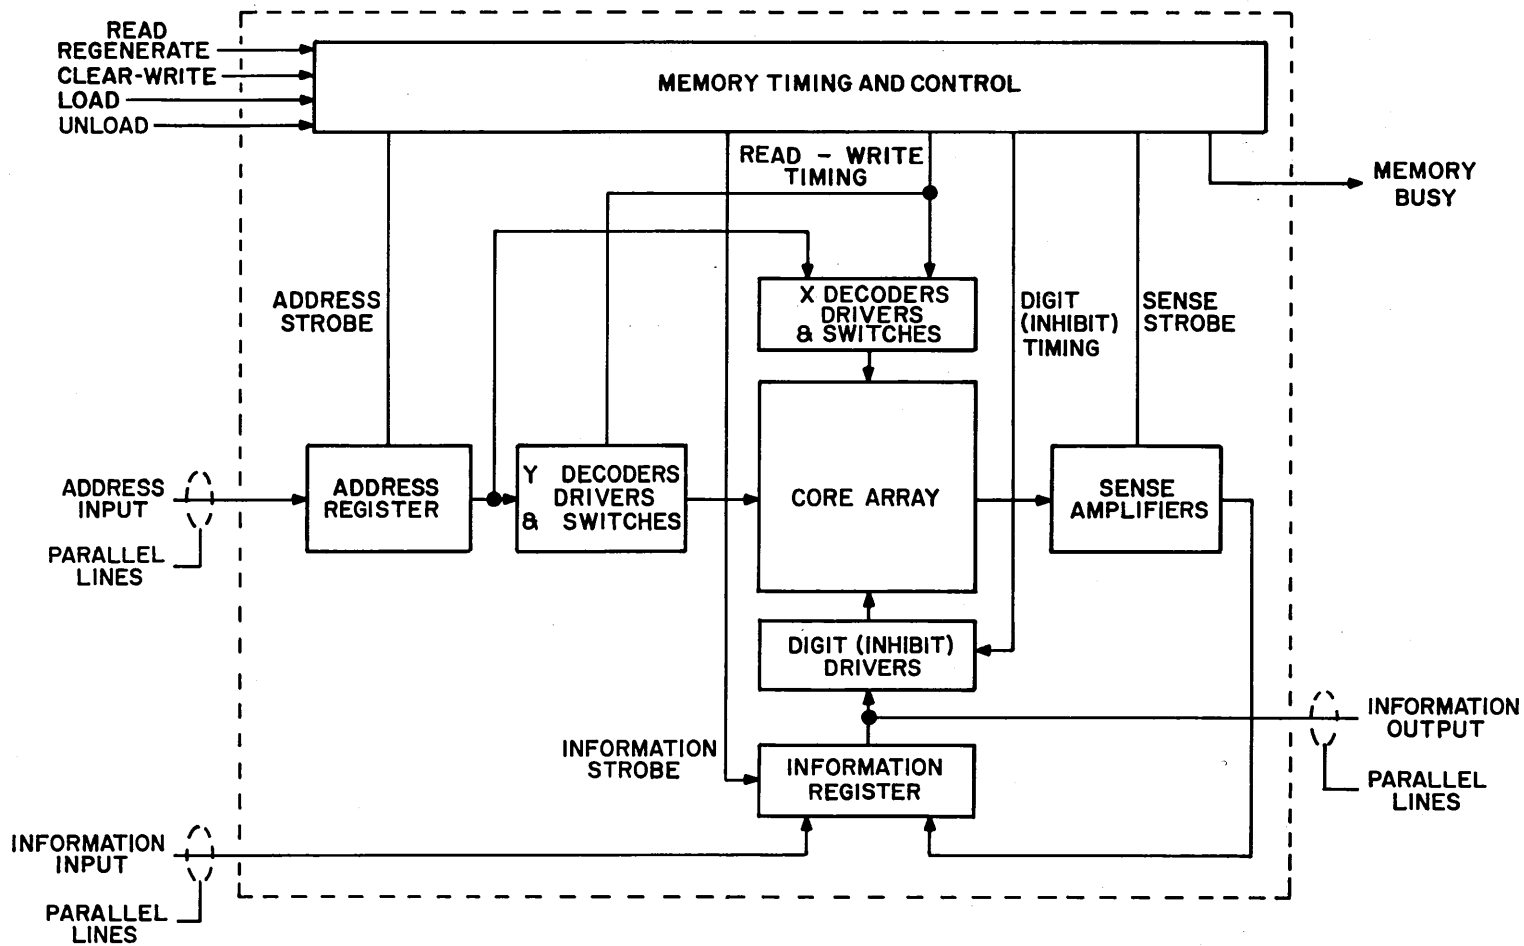 READ
REGENERATE
CLEAR-WRITE
LOAD
UNLOAD
MEMORY TIMING AND CONTROL
READ – WRITE
TIMING
MEMORY
BUSY
ADDRESS
STROBE
X DECODERS
DRIVERS
& SWITCHES
DIGIT
(INHIBIT)
TIMING
SENSE
STROBE
ADDRESS
INPUT
PARALLEL
LINES
ADDRESS
REGISTER
Y DECODERS
DRIVERS
& SWITCHES
CORE ARRAY
SENSE
AMPLIFIERS
DIGIT (INHIBIT)
DRIVERS
INFORMATION
OUTPUT
PARALLEL
LINES
INFORMATION
STROBE
INFORMATION
REGISTER
INFORMATION
INPUT
PARALLEL
LINES